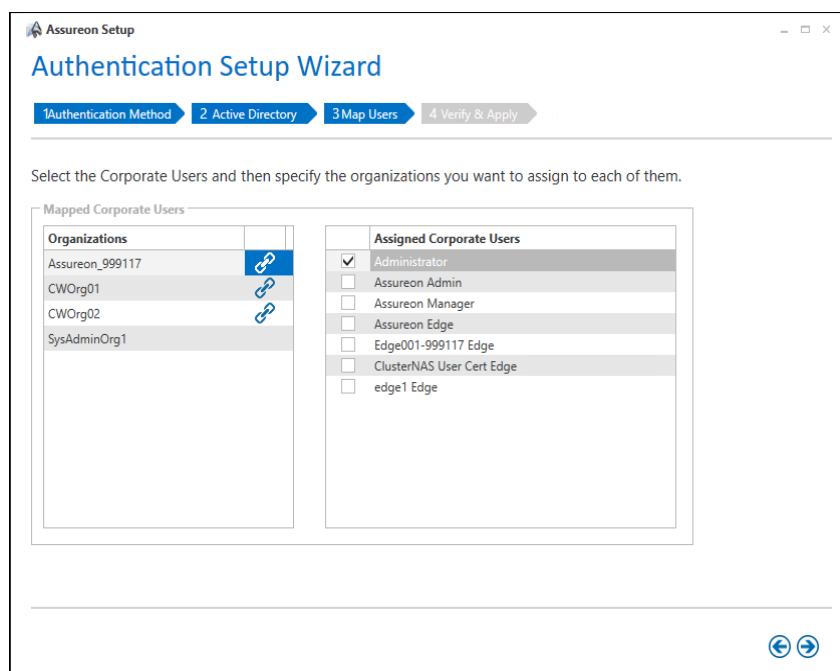 Assureon Setup
Authentication Setup Wizard
1Authentication Method
2 Active Directory
3 Map Users
4 Verify & Apply
Select the Corporate Users and then specify the organizations you want to assign to each of them.
Mapped Corporate Users
Organizations
Assureon_999117
CWOrg01
CWOrg02
SysAdminOrg1
Assigned Corporate Users
Administrator
Assureon Admin
Assureon Manager
Assureon Edge
Edge001-999117 Edge
ClusterNAS User Cert Edge
edge1 Edge